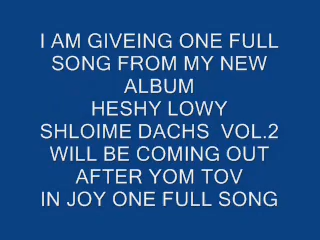 I AM GIVEING ONE FULL
SONG FROM MY NEW
ALBUM
HESHY LOWY
SHLOIME DACHS  VOL.2
WILL BE COMING OUT
AFTER YOM TOV
IN JOY ONE FULL SONG